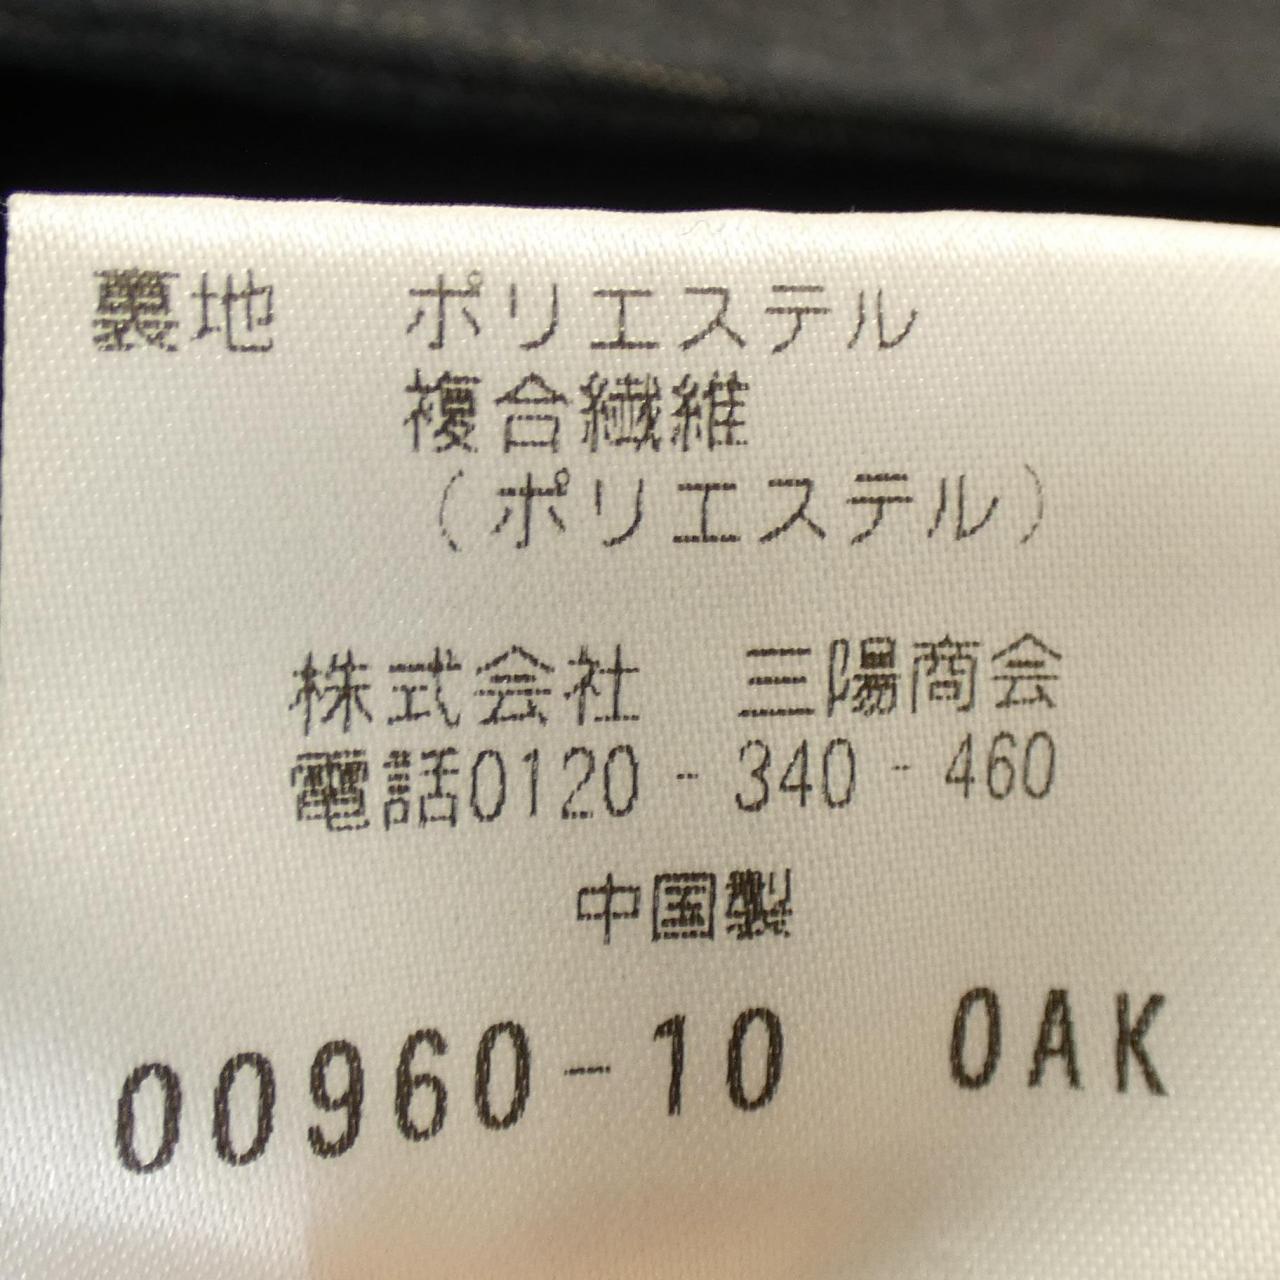 裏地　ポリエステル
複合繊維
（ポリエステル）
株式会社　三陽商会
電話0120-340-460
中国製
00960-10 OAK